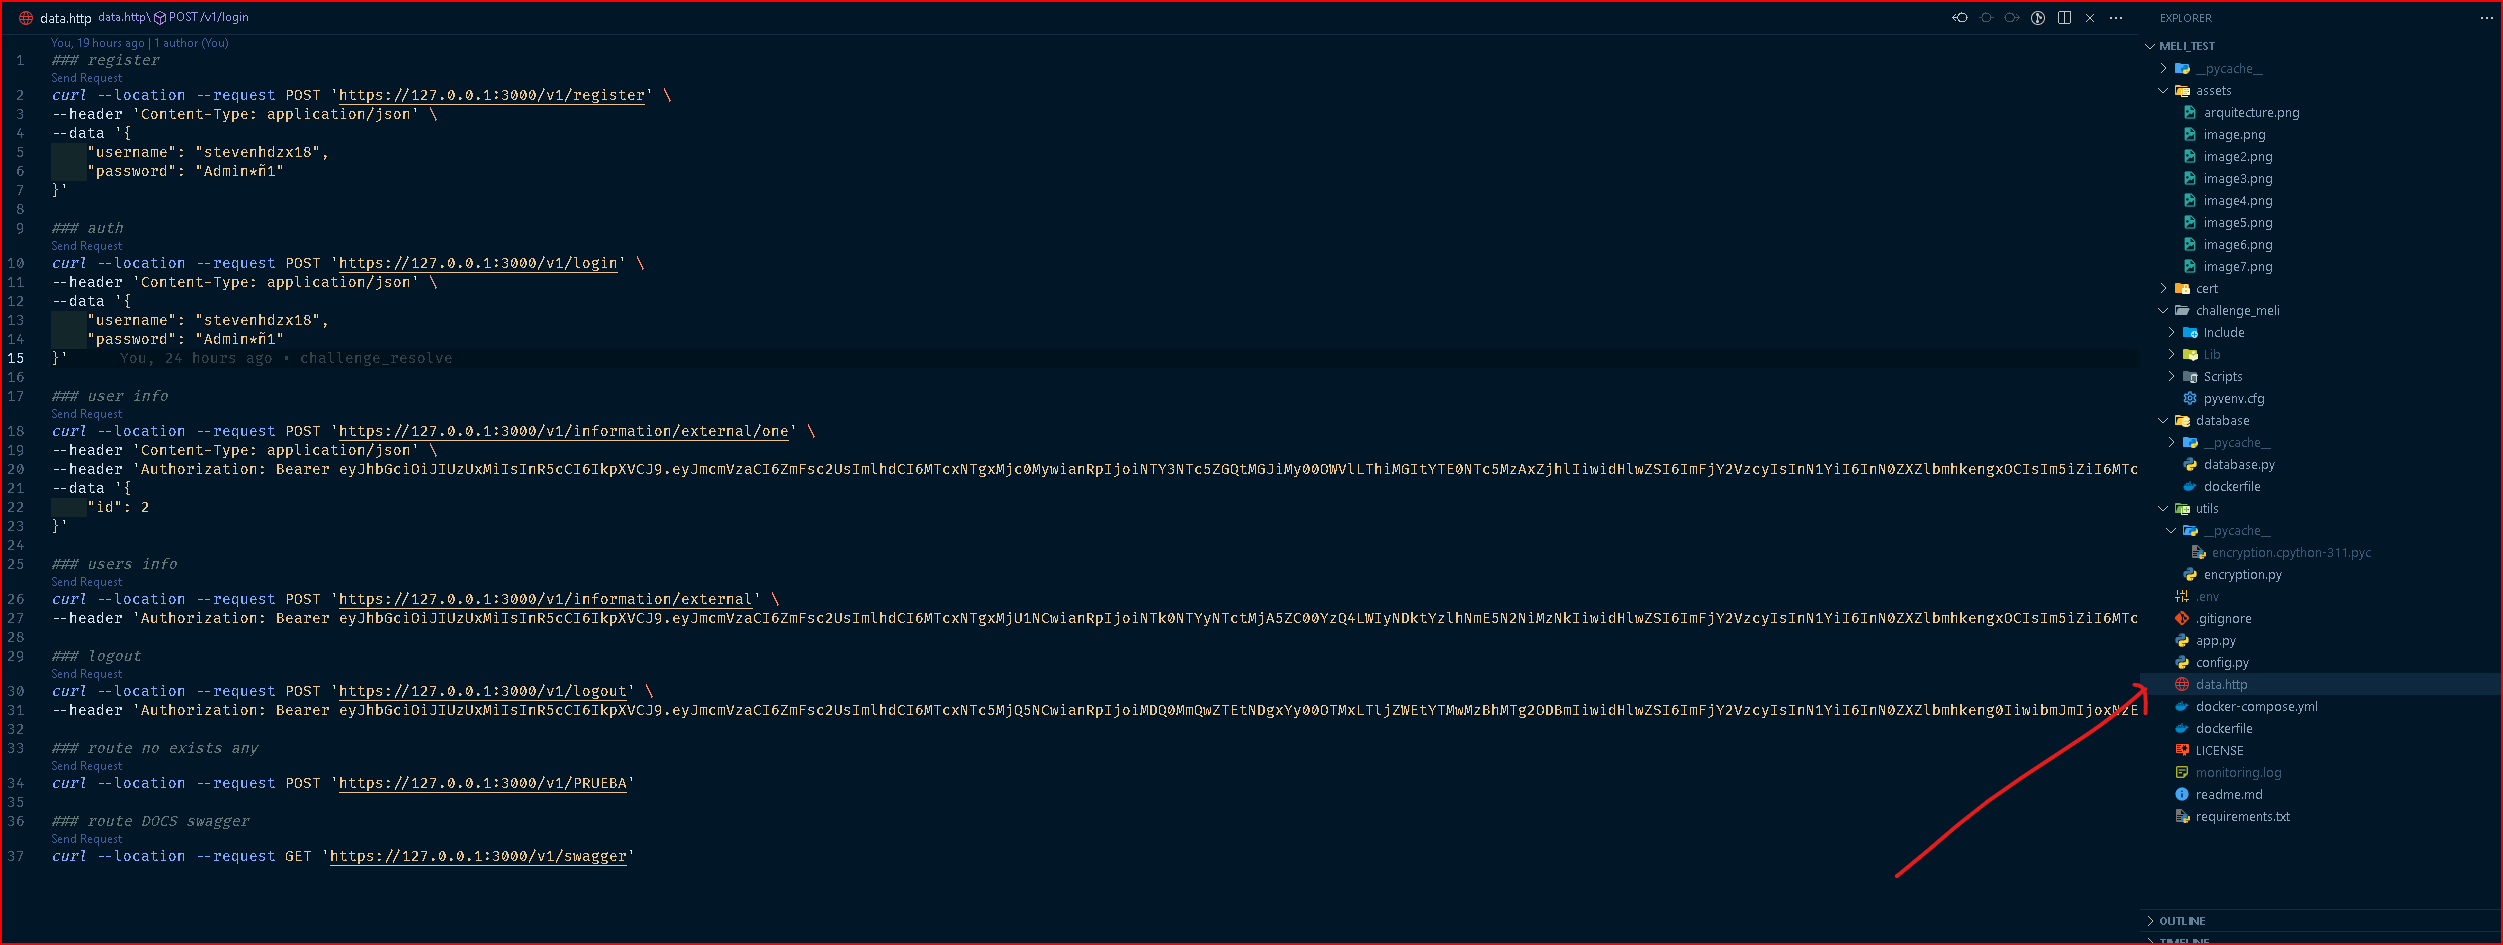 data.http data.http\ POST /v1/login
You, 19 hours ago | 1 author (You)
1 ### register
Send Request
2 curl --location --request POST 'https://127.0.0.1:3000/v1/register' \
3 --header 'Content-Type: application/json' \
4 --data '{
5 "username": "stevenhdzx18",
6 "password": "Admin*ñ1"
7 }'
8
9 ### auth
Send Request
10 curl --location --request POST 'https://127.0.0.1:3000/v1/login' \
11 --header 'Content-Type: application/json' \
12 --data '{
13 "username": "stevenhdzx18",
14 "password": "Admin*ñ1"
15 }' You, 24 hours ago • challenge_resolve
16
17 ### user info
Send Request
18 curl --location --request POST 'https://127.0.0.1:3000/v1/information/external/one' \
19 --header 'Content-Type: application/json' \
20 --header 'Authorization: Bearer
21 --data '{
22 "id": 2
23 }'
24
25 ### users info
Send Request
26 curl --location --request POST 'https://127.0.0.1:3000/v1/information/external' \
27 --header 'Authorization: Bearer
28
29 ### logout
Send Request
30 curl --location --request POST 'https://127.0.0.1:3000/v1/logout' \
31 --header 'Authorization: Bearer
32
33 ### route no exists any
Send Request
34 curl --location --request POST 'https://127.0.0.1:3000/v1/PRUEBA'
35
36 ### route DOCS swagger
Send Request
37 curl --location --request GET 'https://127.0.0.1:3000/v1/swagger'
EXPLORER
MELI_TEST
__pycache__
assets
arquitecture.png
image.png
image2.png
image3.png
image4.png
image5.png
image6.png
image7.png
cert
challenge_meli
Include
Lib
Scripts
pyvenv.cfg
database
__pycache__
database.py
dockerfile
utils
__pycache__
encryption.cpython-311.pyc
encryption.py
.env
.gitignore
app.py
config.py
data.http
docker-compose.yml
dockerfile
LICENSE
monitoring.log
readme.md
requirements.txt
OUTLINE
TIMELINE